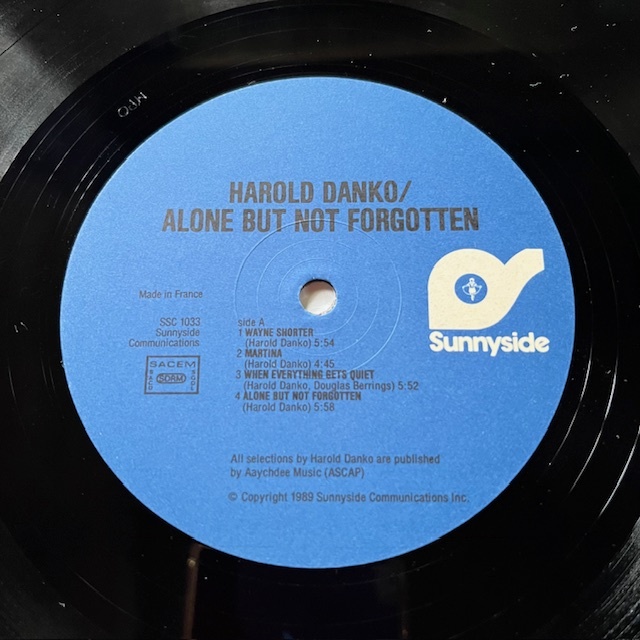 MPO
HAROLD DANKO/
ALONE BUT NOT FORGOTTEN
Made in France
SSC 1033
Sunnyside
Communications
SACEM
SDRM
Sunnyside
side A
1 WAYNE SHORTER
(Harold Danko) 5:54
2 MARTINA
(Harold Danko) 4:45
3 WHEN EVERYTHING GETS QUIET
(Harold Danko, Douglas Berrings) 5:52
4 ALONE BUT NOT FORGOTTEN
(Harold Danko) 5:58
All selections by Harold Danko are published
by Aaychdee Music (ASCAP)
© Copyright 1989 Sunnyside Communications Inc.